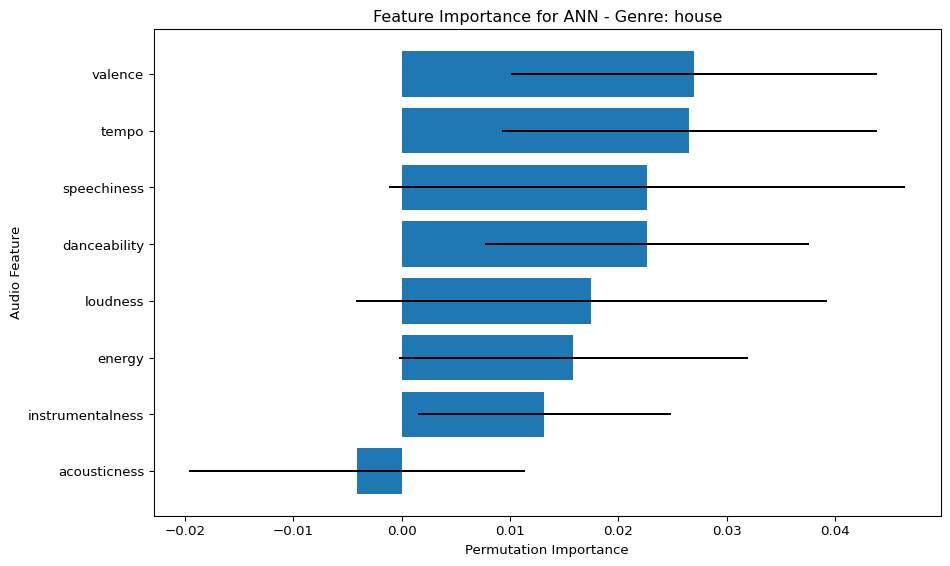 Feature Importance for ANN - Genre: house
Audio Feature
valence
tempo
speechiness
danceability
loudness
energy
instrumentalness
acousticness
−0.02 −0.01 0.00 0.01 0.02 0.03 0.04
Permutation Importance